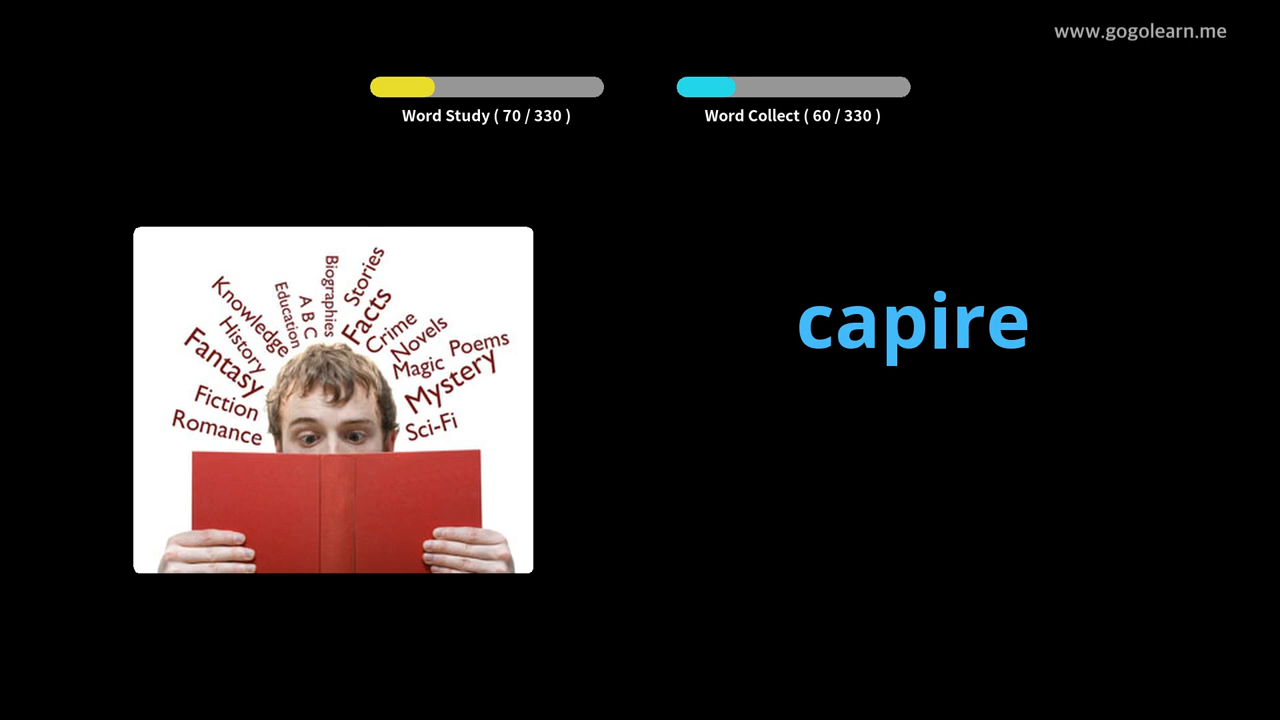 www.gogolearn.me
Word Study ( 70 / 330 )
Word Collect ( 60 / 330 )
capire
Knowledge
Education
A B C
Biographies
Stories
Facts
History
Crime
Novels
Fantasy
Magic
Poems
Mystery
Fiction
Romance
Sci-Fi